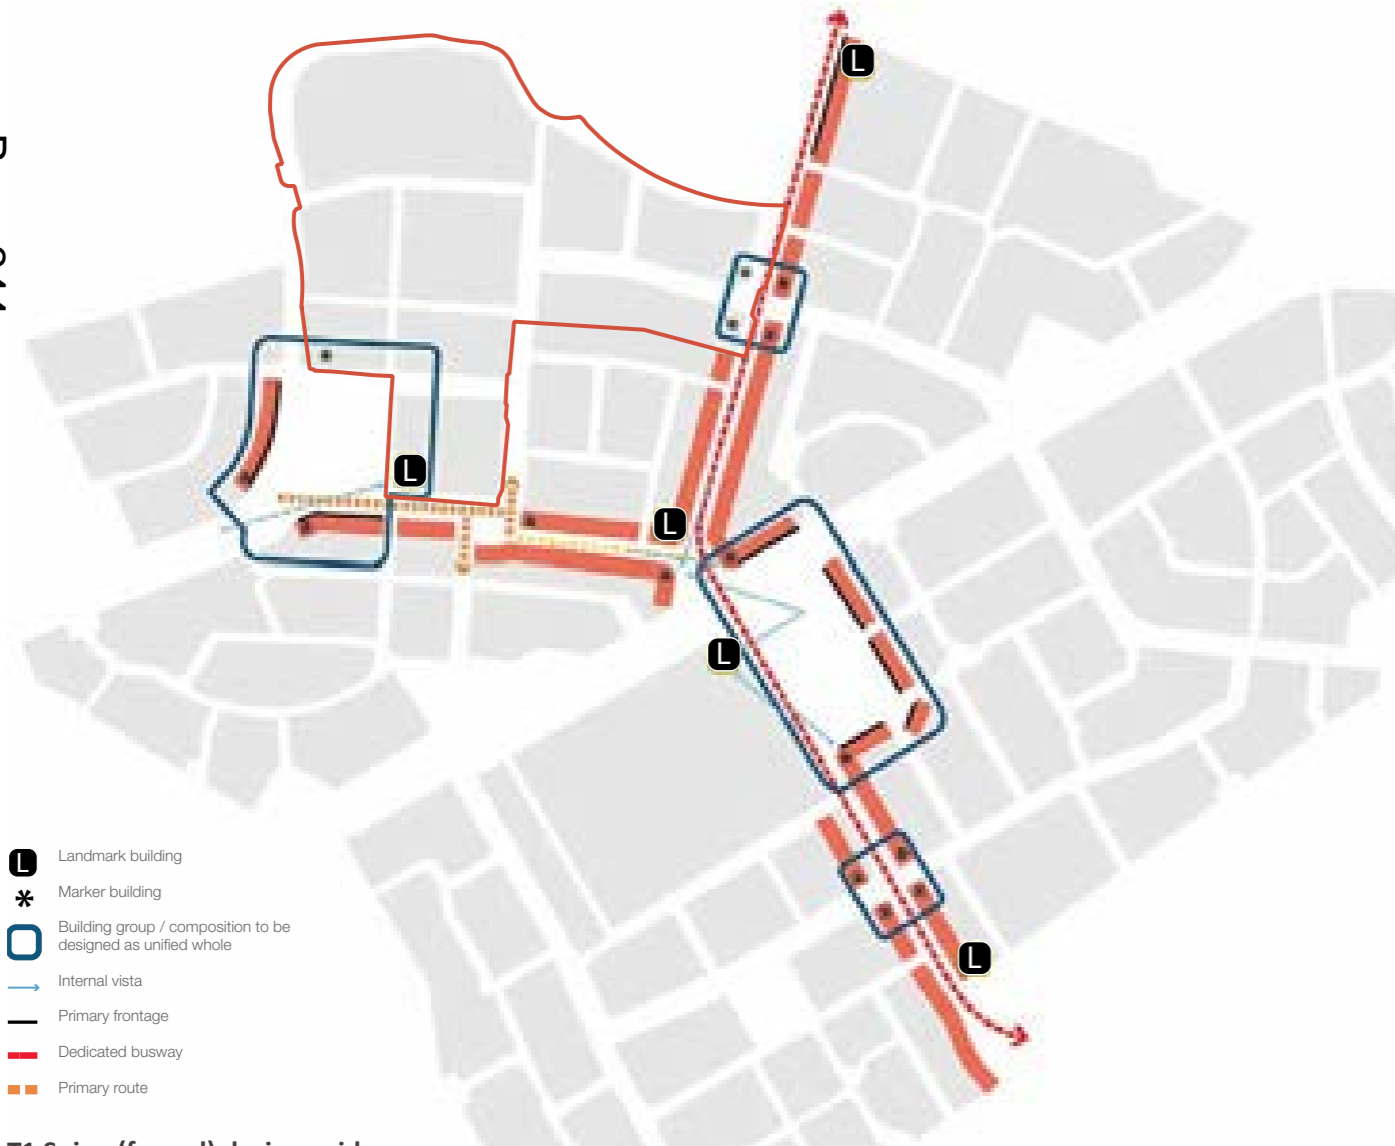 L
L
L
L
L
L
Landmark building
* Marker building
Building group / composition to be
designed as unified whole
Internal vista
Primary frontage
Dedicated busway
Primary route